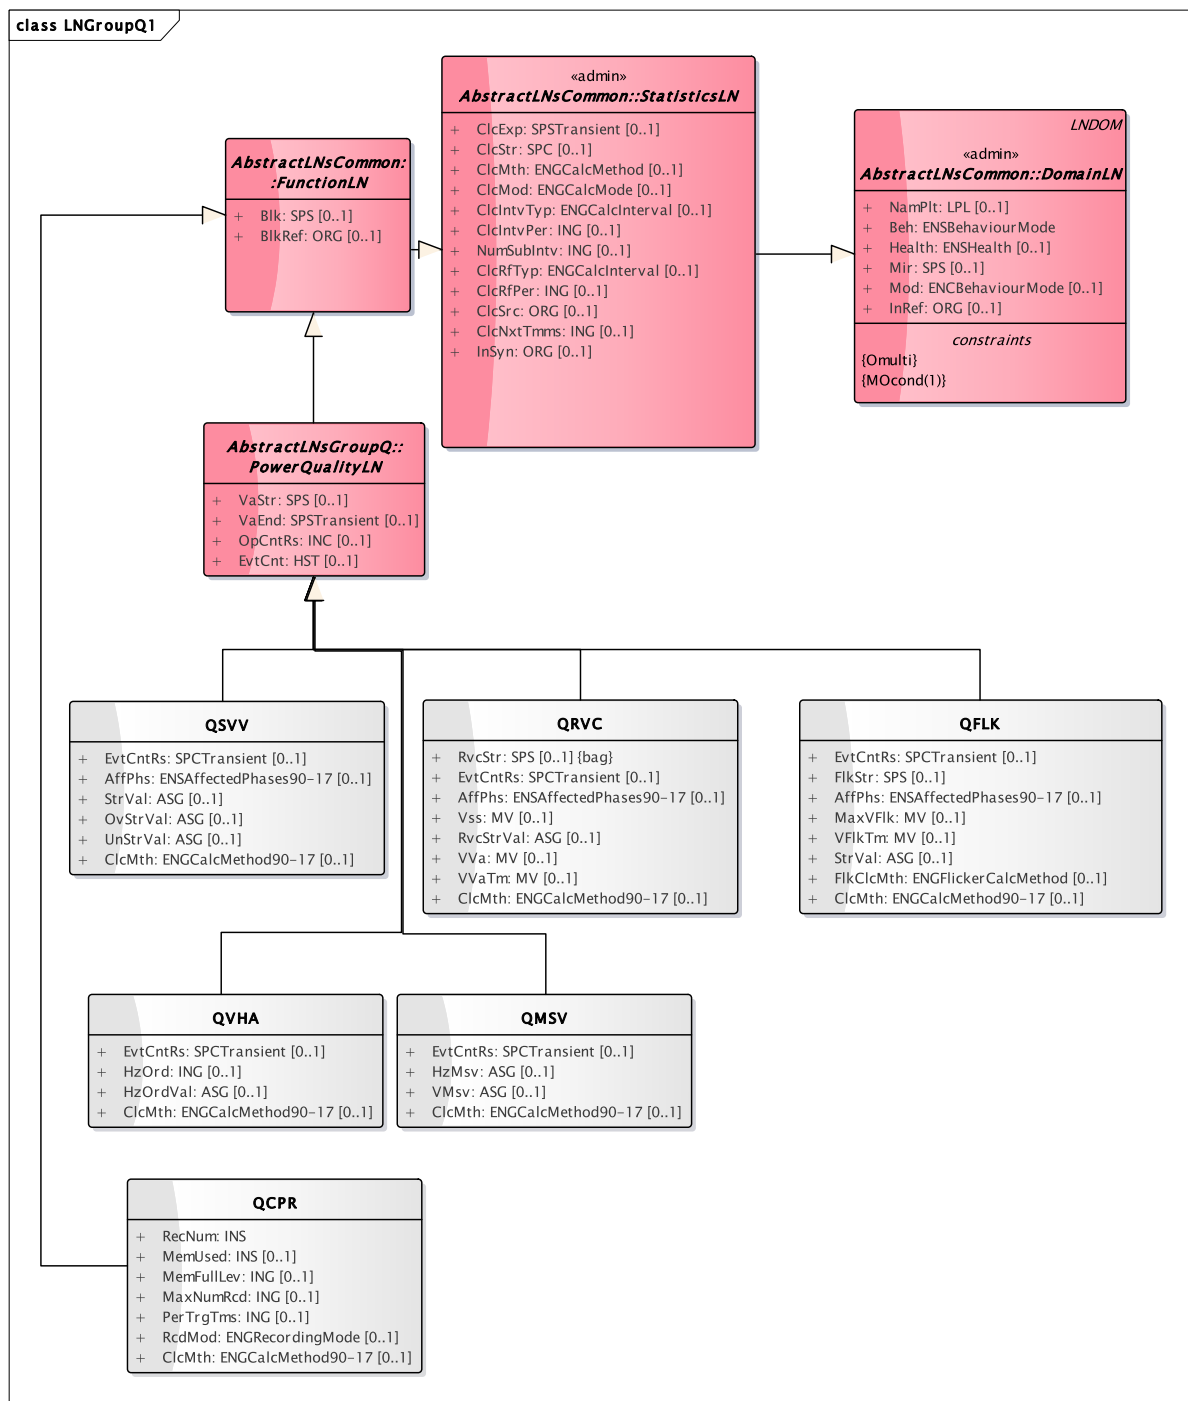 class LNGroupQ1
«admin»
AbstractLNsCommon::StatisticsLN
+ ClcExp: SPSTransient [0..1]
+ ClcStr: SPC [0..1]
+ ClcMth: ENGCalcMethod [0..1]
+ ClcMod: ENGCalcMode [0..1]
+ ClcIntvTyp: ENGCalcInterval [0..1]
+ ClcIntvPer: ING [0..1]
+ NumSubIntv: ING [0..1]
+ ClcRfTyp: ENGCalcInterval [0..1]
+ ClcRfPer: ING [0..1]
+ ClcSrc: ORG [0..1]
+ ClcNxtTmms: ING [0..1]
+ InSyn: ORG [0..1]
LNDOM
«admin»
AbstractLNsCommon::DomainLN
+ NamPlt: LPL [0..1]
+ Beh: ENSBehaviourMode
+ Health: ENSHealth [0..1]
+ Mir: SPS [0..1]
+ Mod: ENCBehaviourMode [0..1]
+ InRef: ORG [0..1]
constraints
{Omulti}
{MOcond(1)}
AbstractLNsCommon:
:FunctionLN
+ Blk: SPS [0..1]
+ BlkRef: ORG [0..1]
AbstractLNsGroupQ::
PowerQualityLN
+ VaStr: SPS [0..1]
+ VaEnd: SPSTransient [0..1]
+ OpCntRs: INC [0..1]
+ EvtCnt: HST [0..1]
QSVV
+ EvtCntRs: SPCTransient [0..1]
+ AffPhs: ENSAffectedPhases90-17 [0..1]
+ StrVal: ASG [0..1]
+ OvStrVal: ASG [0..1]
+ UnStrVal: ASG [0..1]
+ ClcMth: ENGCalcMethod90-17 [0..1]
QRVC
+ RvcStr: SPS [0..1] {bag}
+ EvtCntRs: SPCTransient [0..1]
+ AffPhs: ENSAffectedPhases90-17 [0..1]
+ Vss: MV [0..1]
+ RvcStrVal: ASG [0..1]
+ VVa: MV [0..1]
+ VVaTm: MV [0..1]
+ ClcMth: ENGCalcMethod90-17 [0..1]
QFLK
+ EvtCntRs: SPCTransient [0..1]
+ FlkStr: SPS [0..1]
+ AffPhs: ENSAffectedPhases90-17 [0..1]
+ MaxVFlk: MV [0..1]
+ VFlkTm: MV [0..1]
+ StrVal: ASG [0..1]
+ FlkClcMth: ENGFlickerCalcMethod [0..1]
+ ClcMth: ENGCalcMethod90-17 [0..1]
QVHA
+ EvtCntRs: SPCTransient [0..1]
+ HzOrd: ING [0..1]
+ HzOrdVal: ASG [0..1]
+ ClcMth: ENGCalcMethod90-17 [0..1]
QMSV
+ EvtCntRs: SPCTransient [0..1]
+ HzMsv: ASG [0..1]
+ VMsv: ASG [0..1]
+ ClcMth: ENGCalcMethod90-17 [0..1]
QCPR
+ RecNum: INS
+ MemUsed: INS [0..1]
+ MemFullLev: ING [0..1]
+ MaxNumRcd: ING [0..1]
+ PerTrgTms: ING [0..1]
+ RcdMod: ENGRecordingMode [0..1]
+ ClcMth: ENGCalcMethod90-17 [0..1]